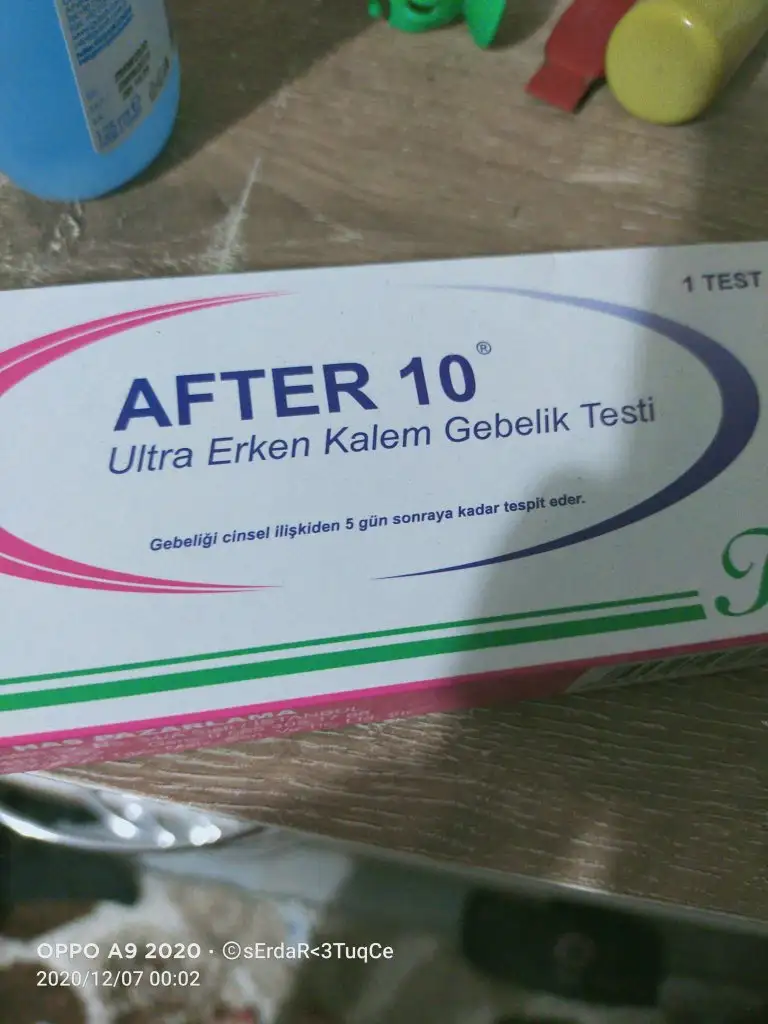 1 TEST
AFTER 10®
Ultra Erken Kalem Gebelik Testi
Gebeliği cinsel ilişkiden 5 gün sonraya kadar tespit eder.
PAZARLAMA
OPPO A9 2020 · ©sErdaR<3TuqCe
2020/12/07 00:02